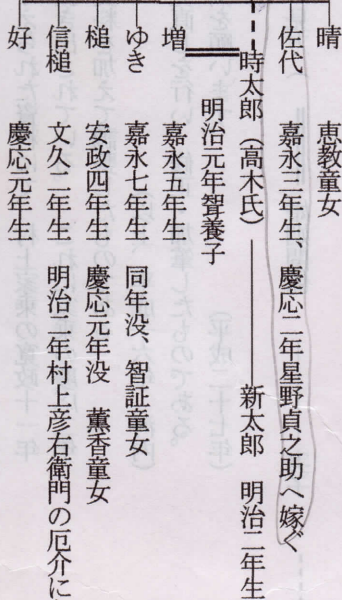 晴　恵教童女
佐代　嘉永三年生、慶応二年星野貞之助へ嫁ぐ
時太郎（高木氏）　新太郎　明治二年生
明治元年聟養子
増　嘉永五年生
ゆき　嘉永七年生　同年没、智証童女
槌　安政四年生　慶応元年没　薫香童女
信槌　文久二年生　明治二年村上彦右衛門の厄介に
好　慶応元年生